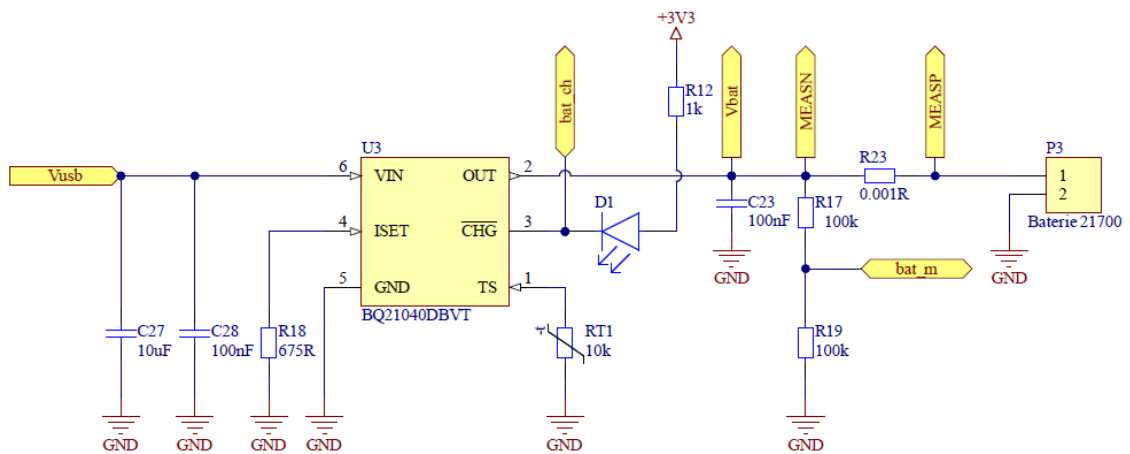 +3V3
bat_ch
R12
1k
Vbat
MEASN
MEASP
U3
Vusb
6
VIN
OUT
2
R23
0.001R
P3
1
2
Baterie 21700
4
ISET
CHG
3
D1
C23
100nF
R17
100k
GND
GND
bat_m
5
GND
TS
1
BQ21040DBVT
C27
10uF
C28
100nF
R18
675R
-t
RT1
10k
R19
100k
GND
GND
GND
GND
GND
GND